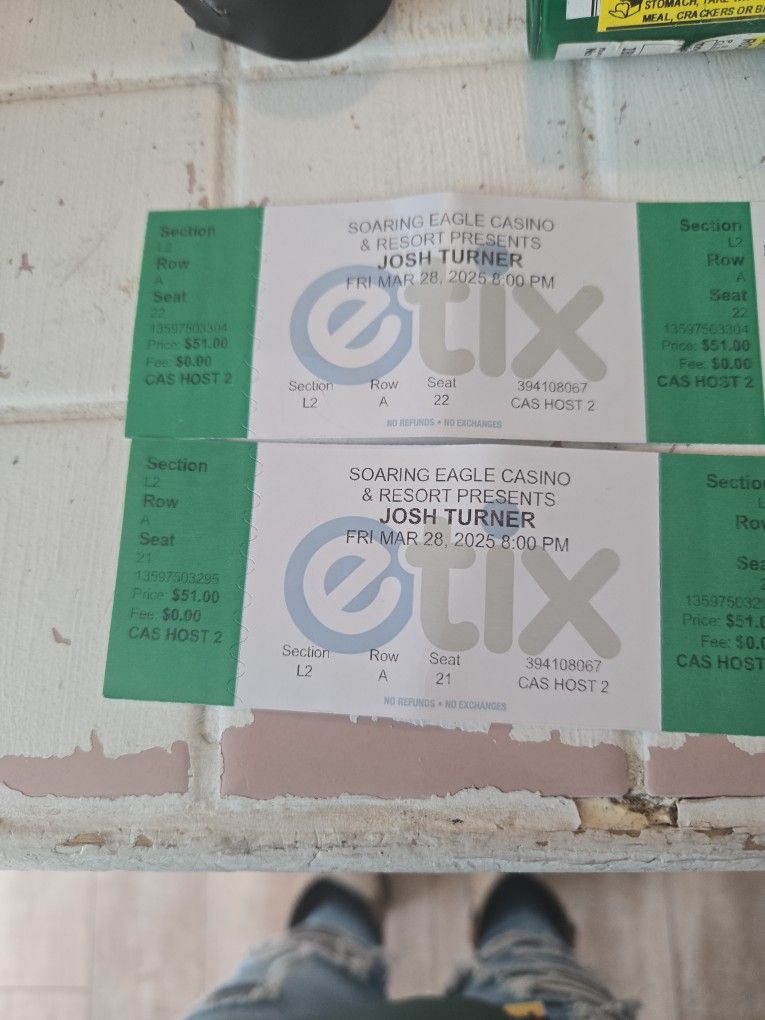 STOMACH, TAKE
MEAL, CRACKERS OR B
Section
L2
Row
A
Seat
22
13597503304
Price: $51.00
Fee: $0.00
CAS HOST 2
SOARING EAGLE CASINO
& RESORT PRESENTS
JOSH TURNER
FRI MAR 28, 2025 8:00 PM
etix
Section Row Seat 394108067
L2 A 22 CAS HOST 2
NO REFUNDS • NO EXCHANGES
Section
L2
Row
A
Seat
22
13597503304
Price: $51.00
Fee: $0.00
CAS HOST 2
Section
L2
Row
A
Seat
21
13597503295
Price: $51.00
Fee: $0.00
CAS HOST 2
SOARING EAGLE CASINO
& RESORT PRESENTS
JOSH TURNER
FRI MAR 28, 2025 8:00 PM
etix
Section Row Seat 394108067
L2 A 21 CAS HOST 2
NO REFUNDS • NO EXCHANGES
Sectio
L
Row
Sea
1359750329
Price: $51.0
Fee: $0.0
CAS HOST